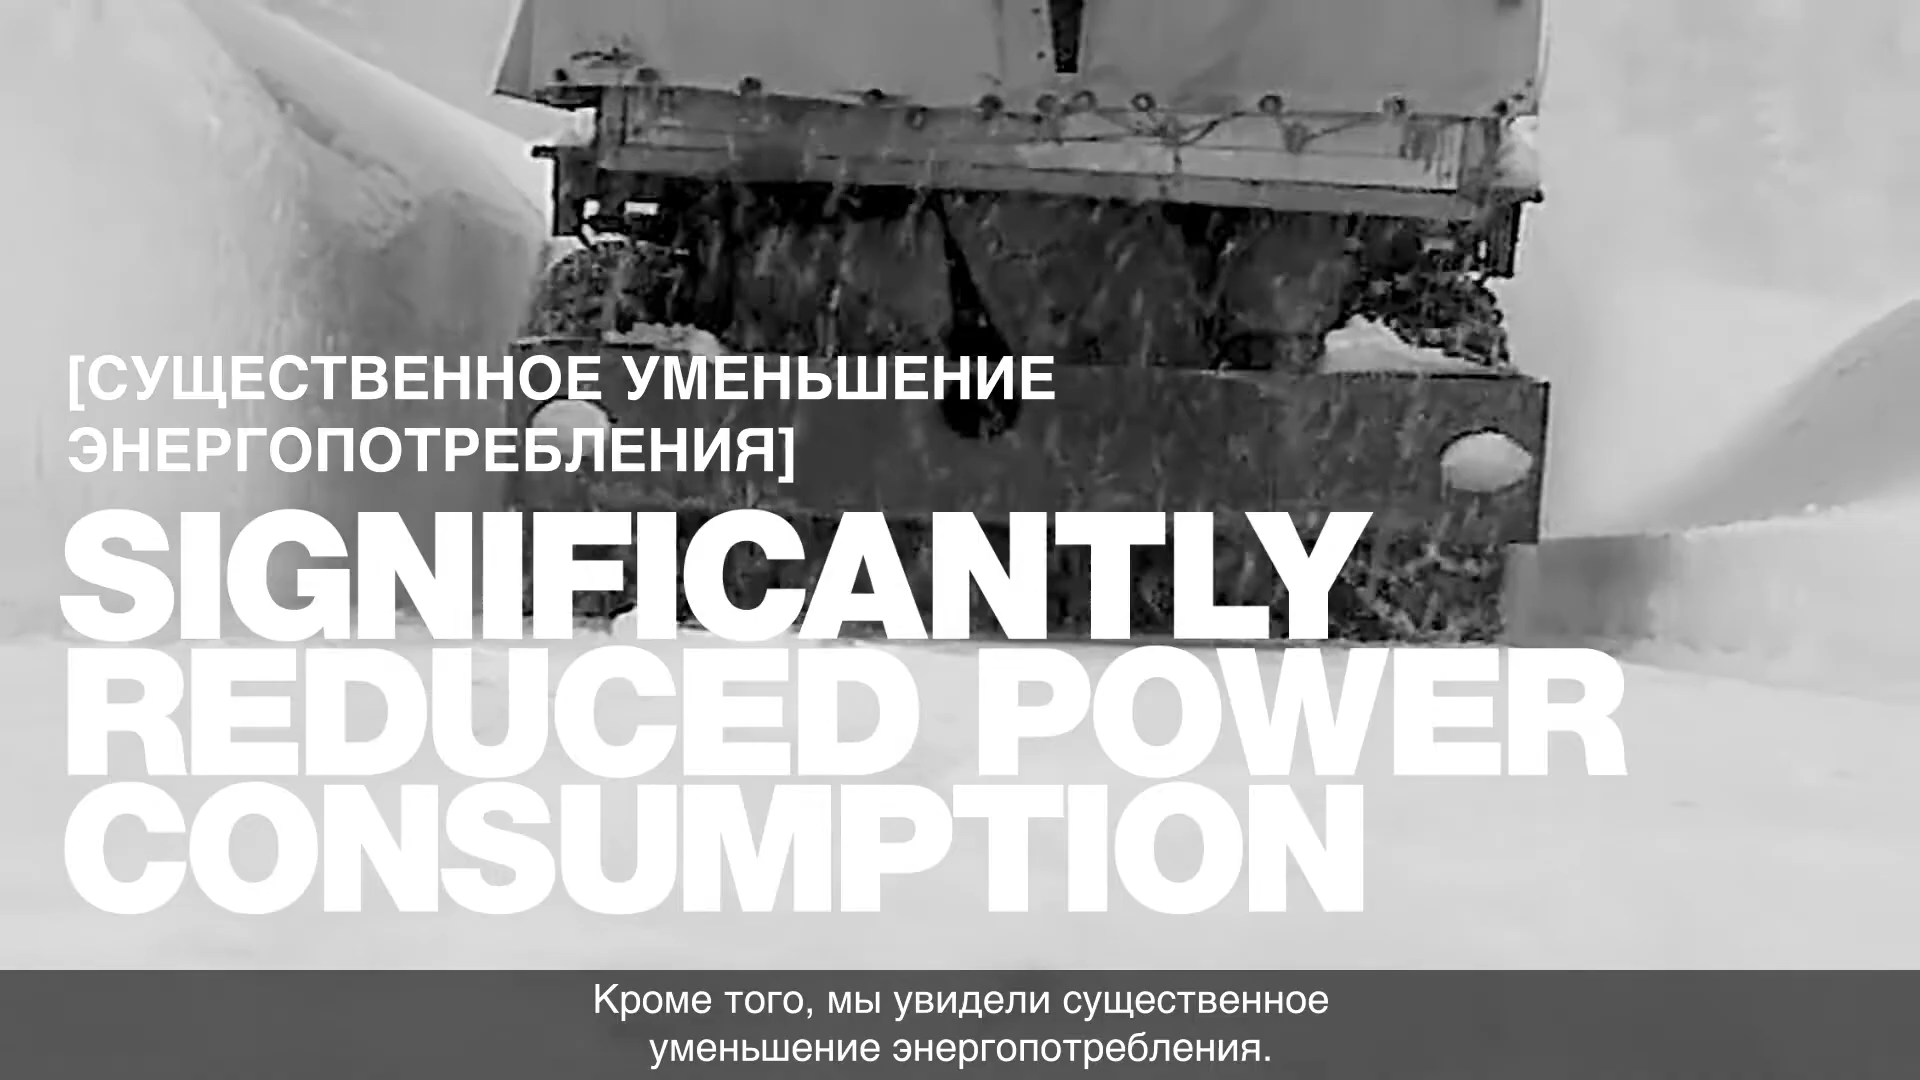 [СУЩЕСТВЕННОЕ УМЕНЬШЕНИЕ
ЭНЕРГОПОТРЕБЛЕНИЯ]
SIGNIFICANTLY
REDUCED POWER
CONSUMPTION
Кроме того, мы увидели существенное
уменьшение энергопотребления.